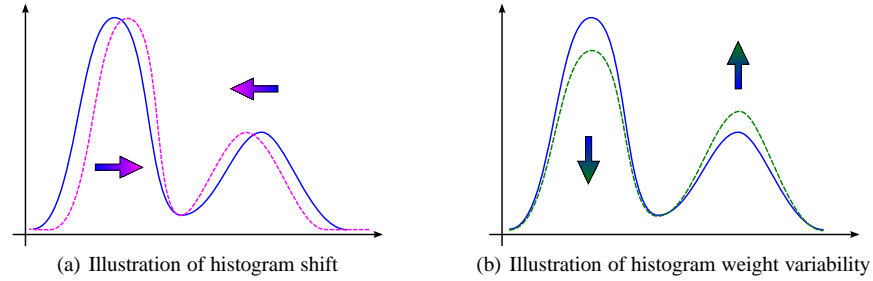 (a) Illustration of histogram shift
(b) Illustration of histogram weight variability